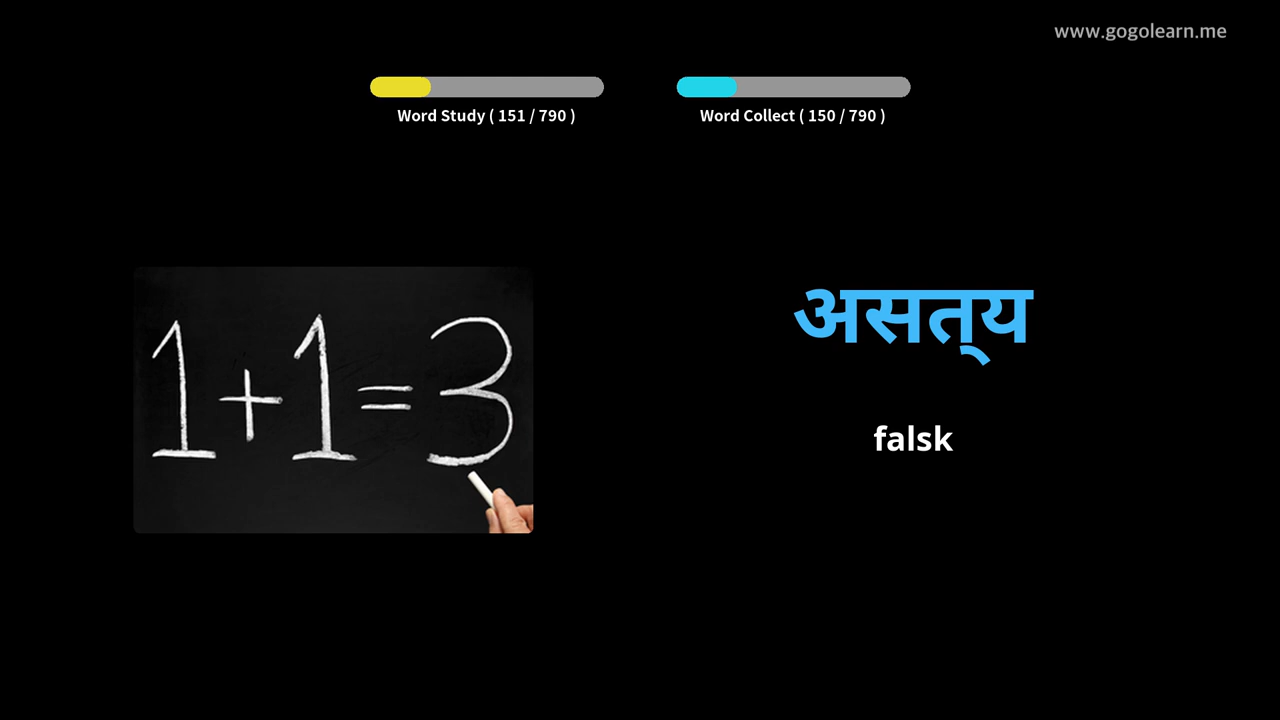 www.gogolearn.me
Word Study ( 151 / 790 )
Word Collect ( 150 / 790 )
1+1=3
असत्‌य
falsk